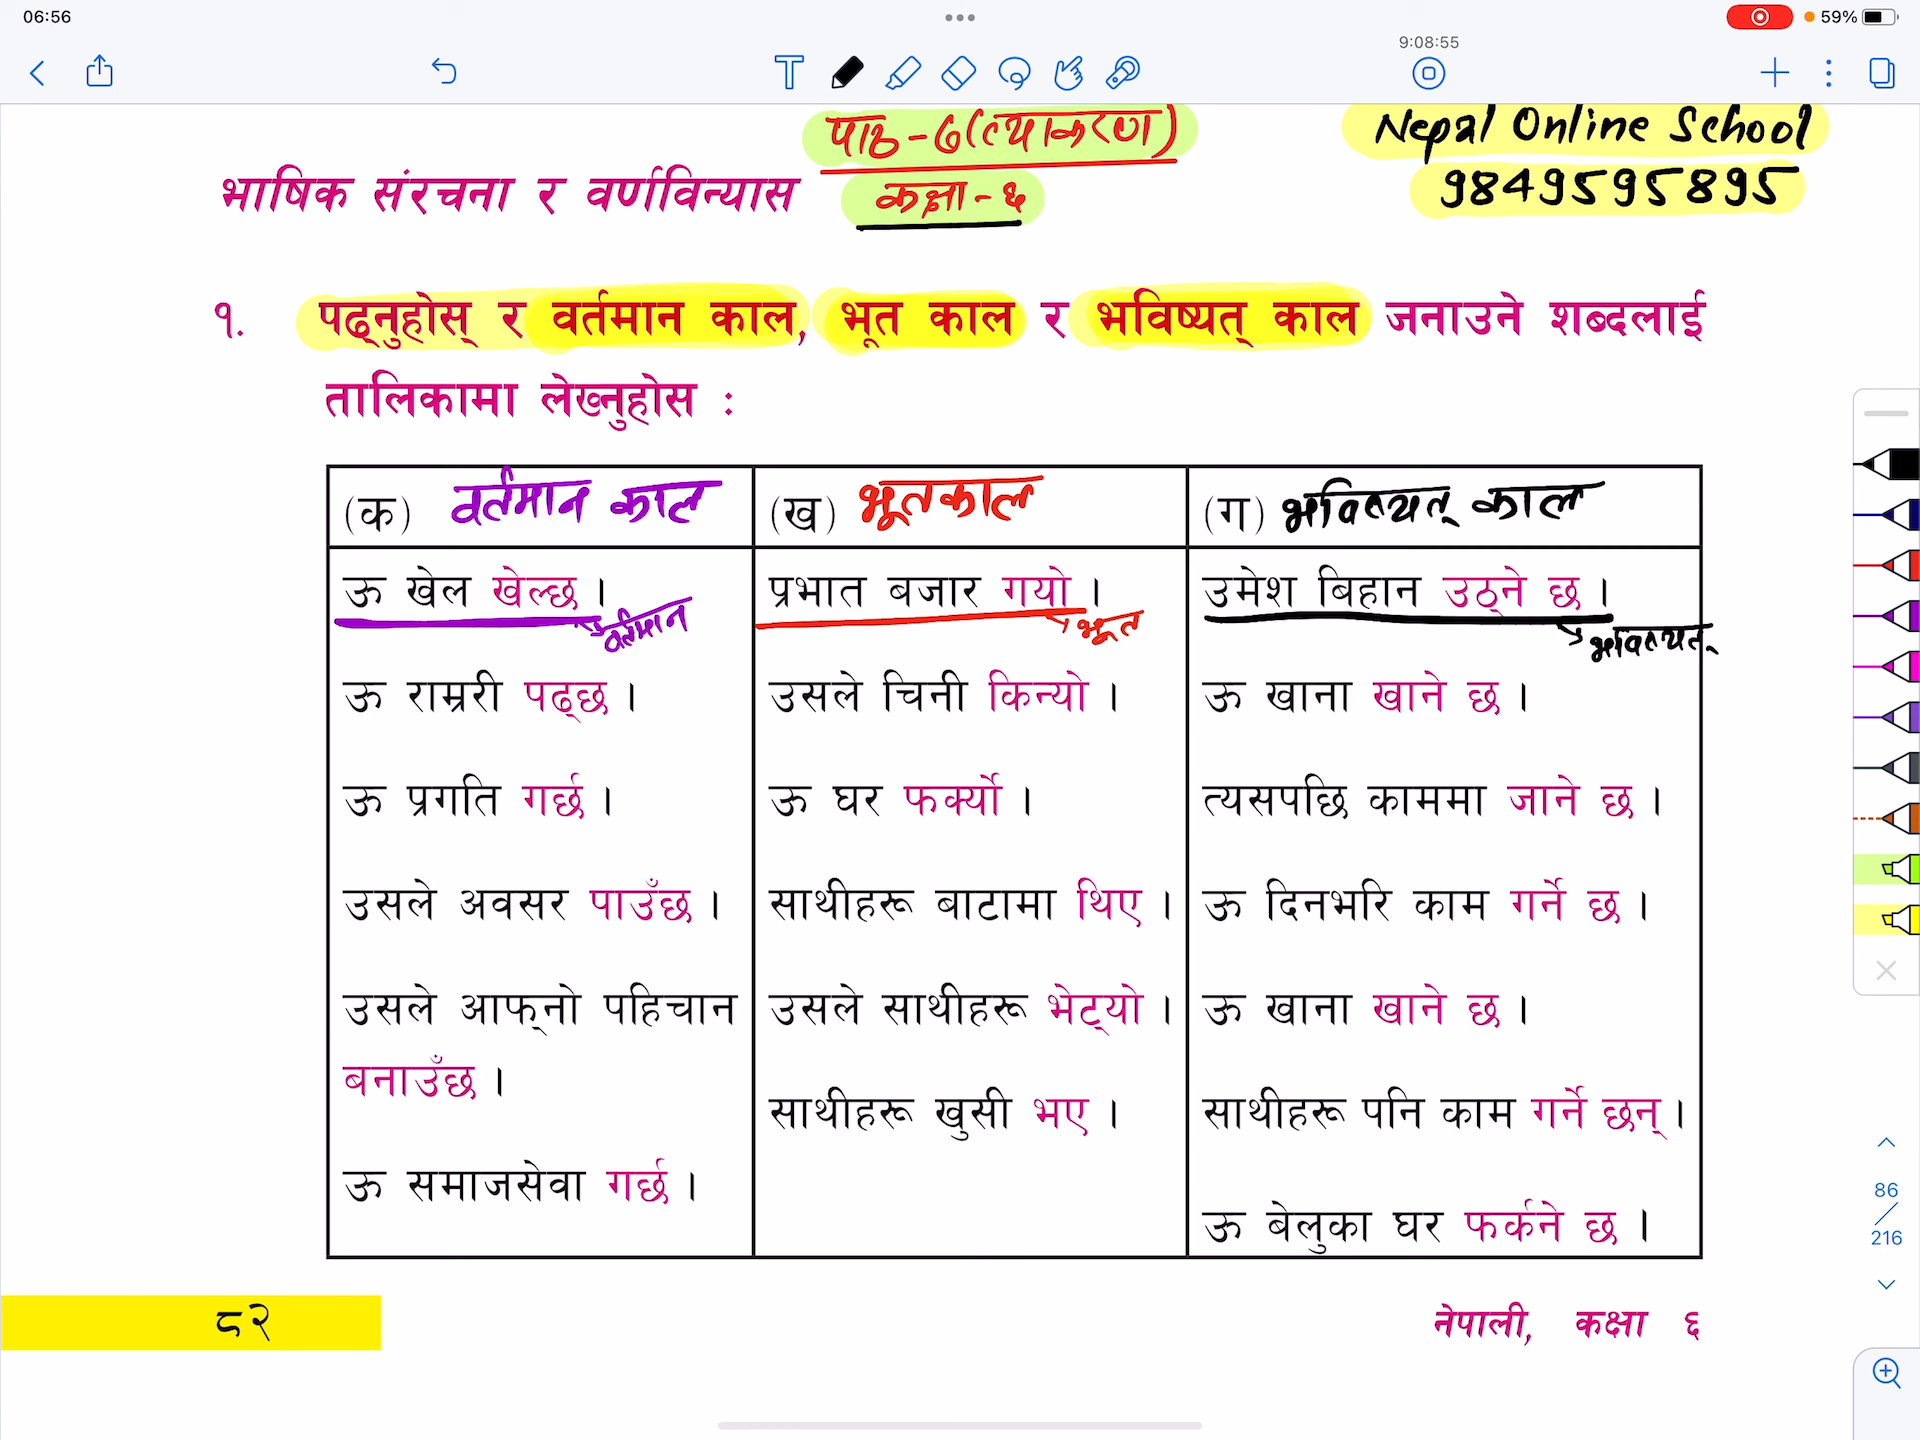 06:56
59%
9:08:55
पाठ-७(व्याकरण)
Nepal Online School
भाषिक संरचना र वर्णविन्यास
कक्षा-६
9849595895
१. पढ्नुहोस् र वर्तमान काल, भूत काल र भविष्यत् काल जनाउने शब्दलाई
तालिकामा लेख्नुहोस :
(क) वर्तमान काल
(ख) भूतकाल
(ग) भविष्यत् काल
ऊ खेल खेल्छ ।
वर्तमान
प्रभात बजार गयो ।
भूत
उमेश बिहान उठ्ने छ ।
भविष्यत्
ऊ राम्ररी पढ्छ ।
उसले चिनी किन्यो ।
ऊ खाना खाने छ ।
ऊ प्रगति गर्छ ।
ऊ घर फर्क्यो ।
त्यसपछि काममा जाने छ ।
उसले अवसर पाउँछ ।
साथीहरू बाटामा थिए ।
ऊ दिनभरि काम गर्ने छ ।
उसले आफ्नो पहिचान
बनाउँछ ।
उसले साथीहरू भेट्यो ।
ऊ खाना खाने छ ।
साथीहरू खुसी भए ।
साथीहरू पनि काम गर्ने छन् ।
ऊ समाजसेवा गर्छ ।
ऊ बेलुका घर फर्कने छ ।
86
216
८२
नेपाली, कक्षा ६